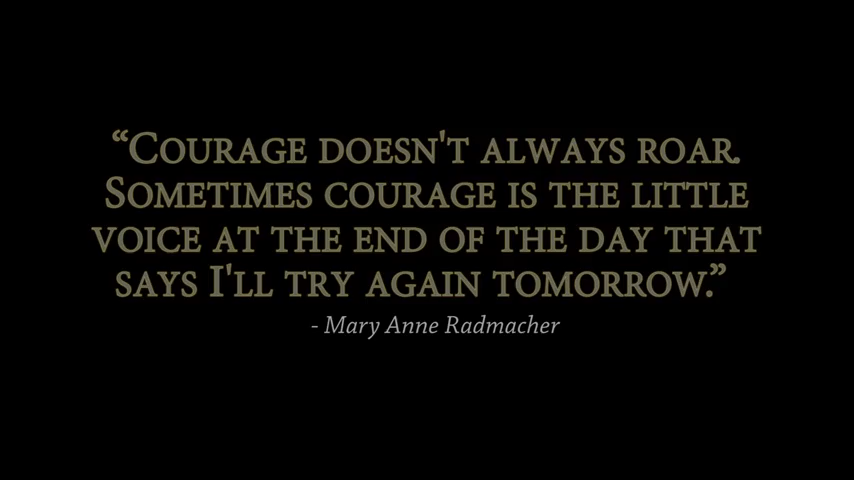 “Courage doesn't always roar.
Sometimes courage is the little
voice at the end of the day that
says I'll try again tomorrow.”
- Mary Anne Radmacher